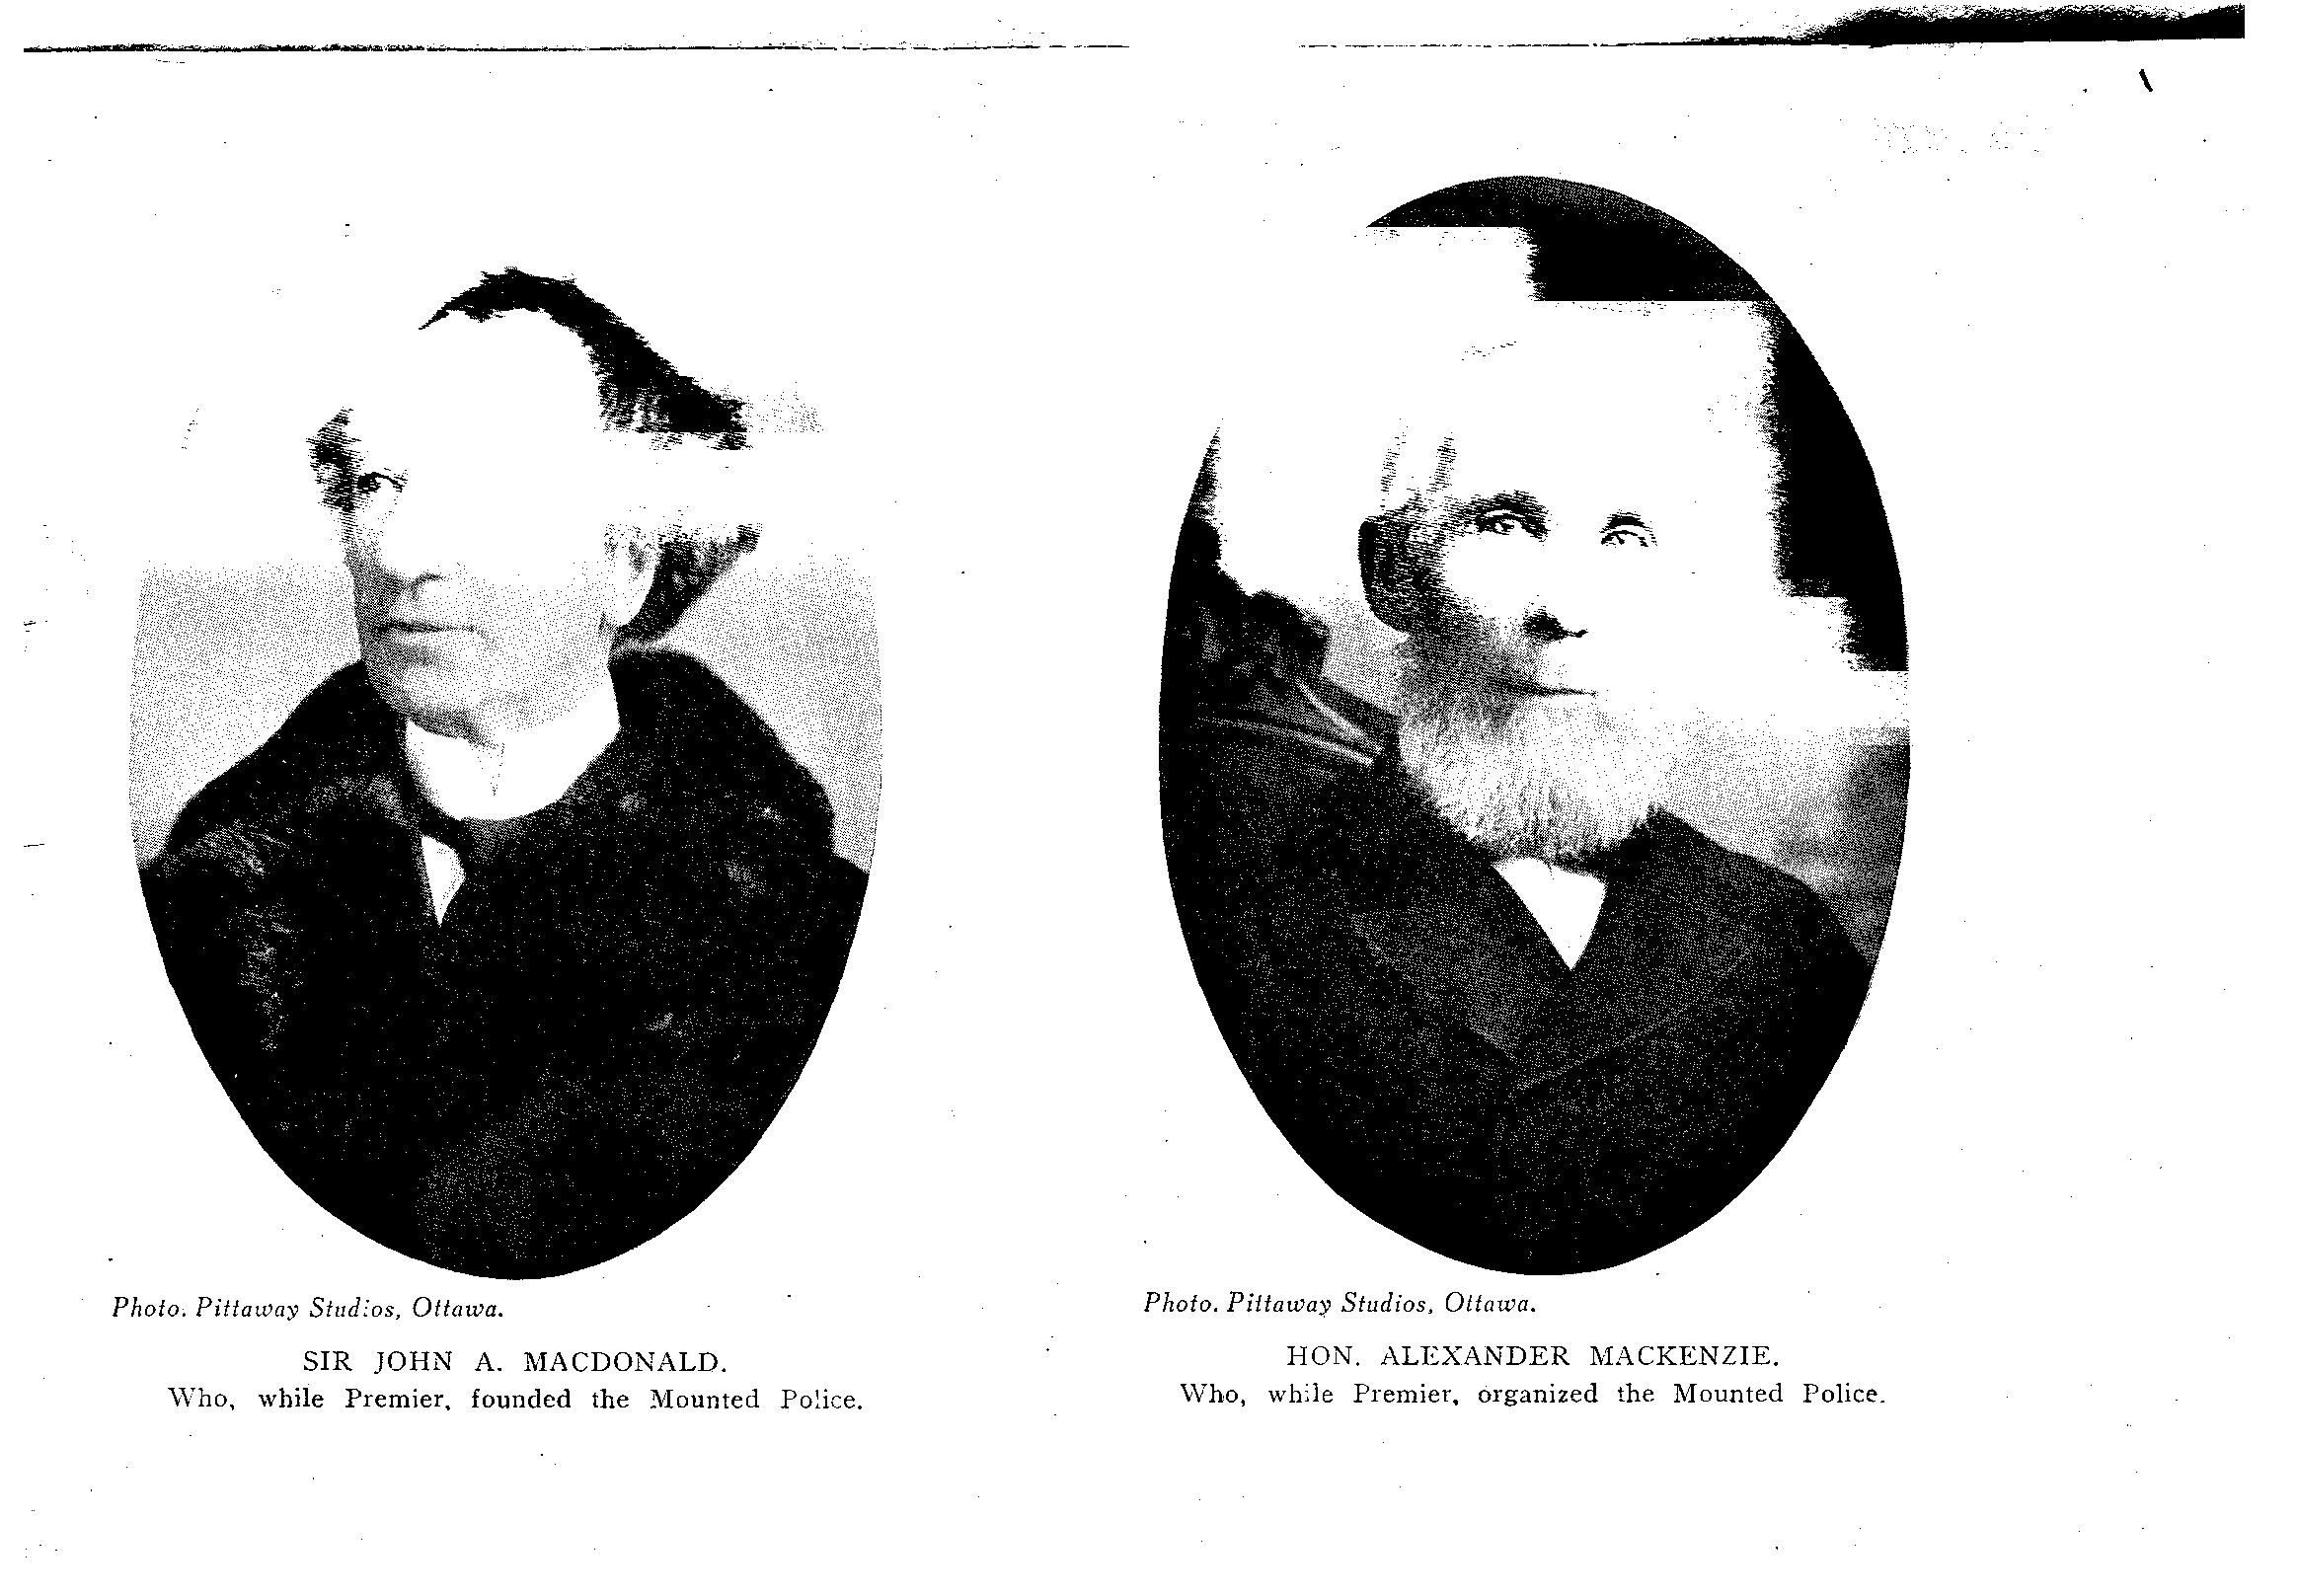 Photo. Pittaway Studios, Ottawa.
SIR JOHN A. MACDONALD.
Who, while Premier, founded the Mounted Police.
Photo. Pittaway Studios, Ottawa.
HON. ALEXANDER MACKENZIE.
Who, while Premier, organized the Mounted Police.